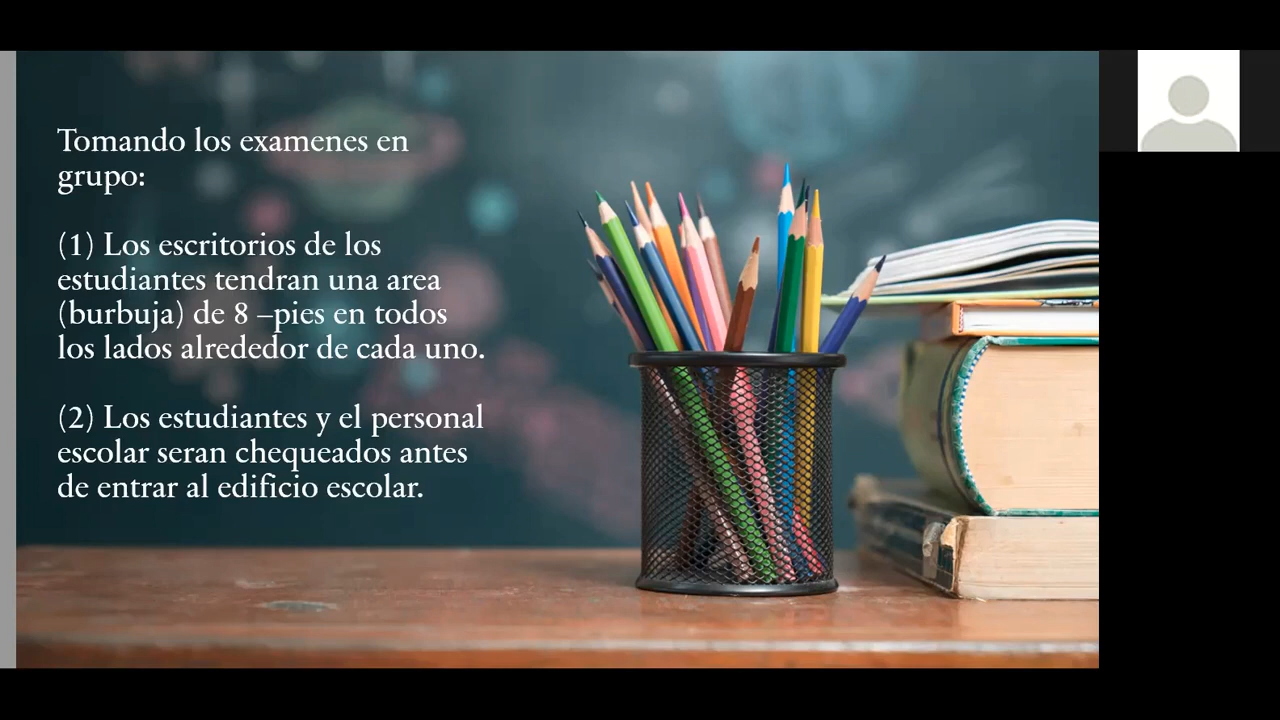 Tomando los examenes en
grupo:
(1) Los escritorios de los
estudiantes tendran una area
(burbuja) de 8 –pies en todos
los lados alrededor de cada uno.
(2) Los estudiantes y el personal
escolar seran chequeados antes
de entrar al edificio escolar.